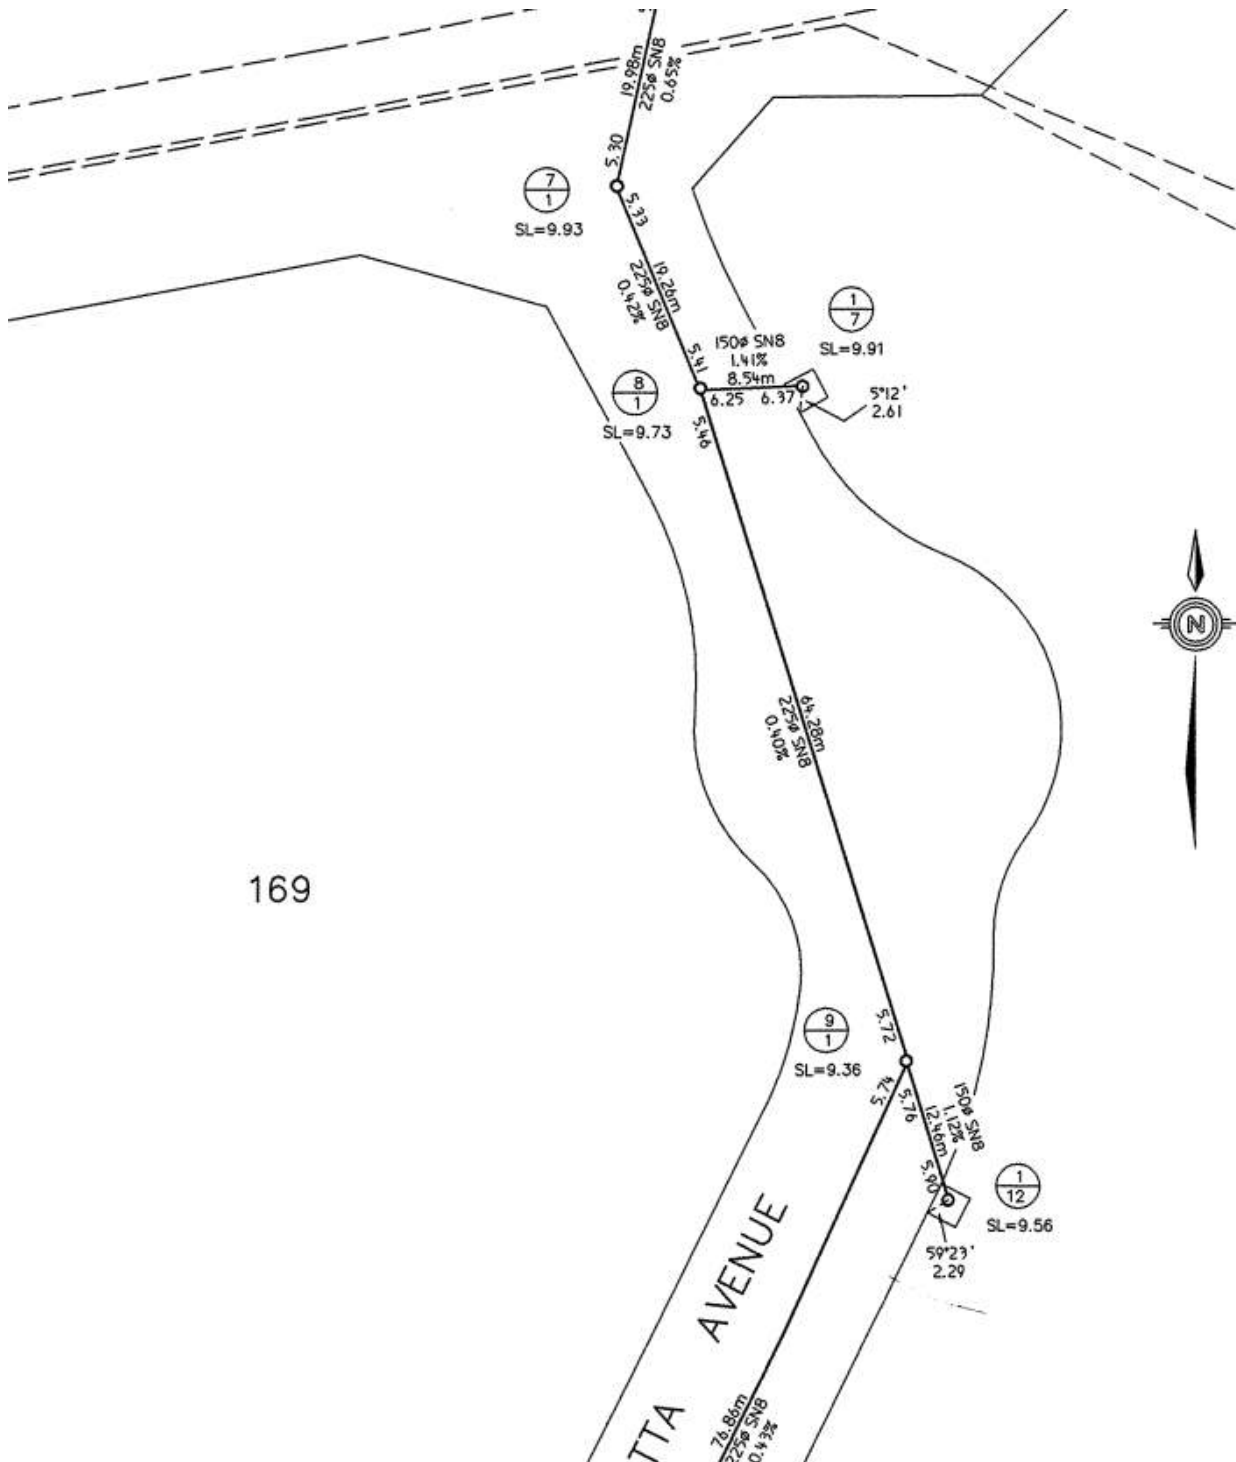 19.98m
225ø SN8
0.65%
5.30
7
1
SL=9.93
5.33
19.26m
225ø SN8
0.42%
5.41
1
7
SL=9.91
150ø SN8
1.41%
8.54m
6.25 6.37
5°12'
2.61
8
1
SL=9.73
5.46
N
64.28m
225ø SN8
0.40%
169
5.72
9
1
SL=9.36
5.74
5.76
150ø SN8
1.12%
12.46m
5.90
1
12
SL=9.56
59°23'
2.29
TTA AVENUE
76.86m
225ø SN8
0.43%